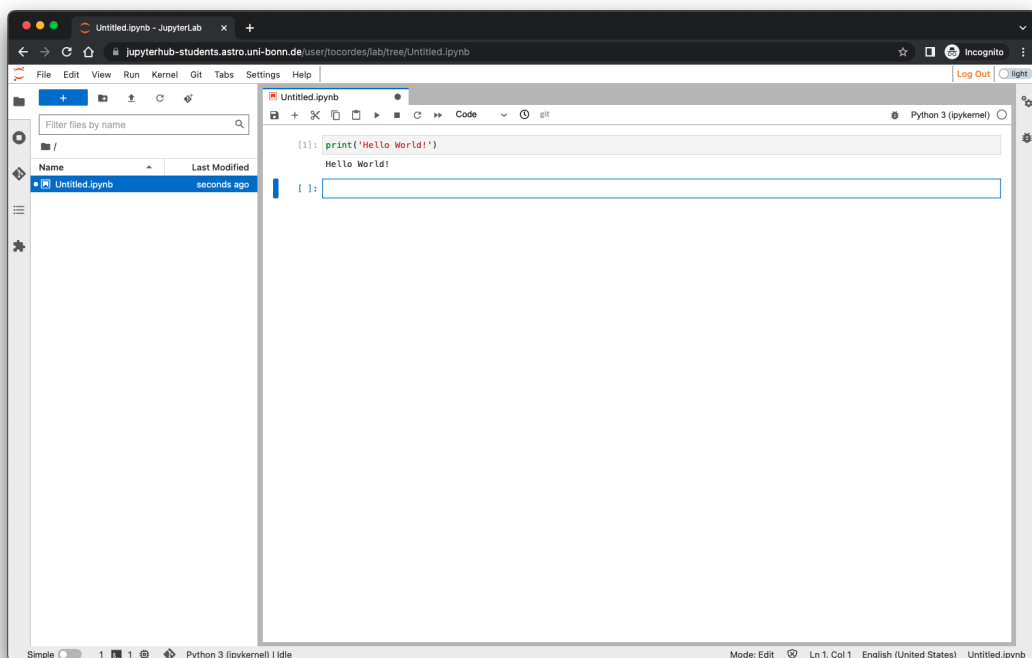 Untitled.ipynb - JupyterLab
jupyterhub-students.astro.uni-bonn.de/user/tocordes/lab/tree/Untitled.ipynb
Incognito
File Edit View Run Kernel Git Tabs Settings Help
Log Out
light
Filter files by name
/
Name Last Modified
Untitled.ipynb seconds ago
Untitled.ipynb
Code
git
Python 3 (ipykernel)
[1]: print('Hello World!')
Hello World!
[ ]:
Simple 1 1 Python 3 (ipykernel) | Idle
Mode: Edit Ln 1, Col 1 English (United States) Untitled.ipynb